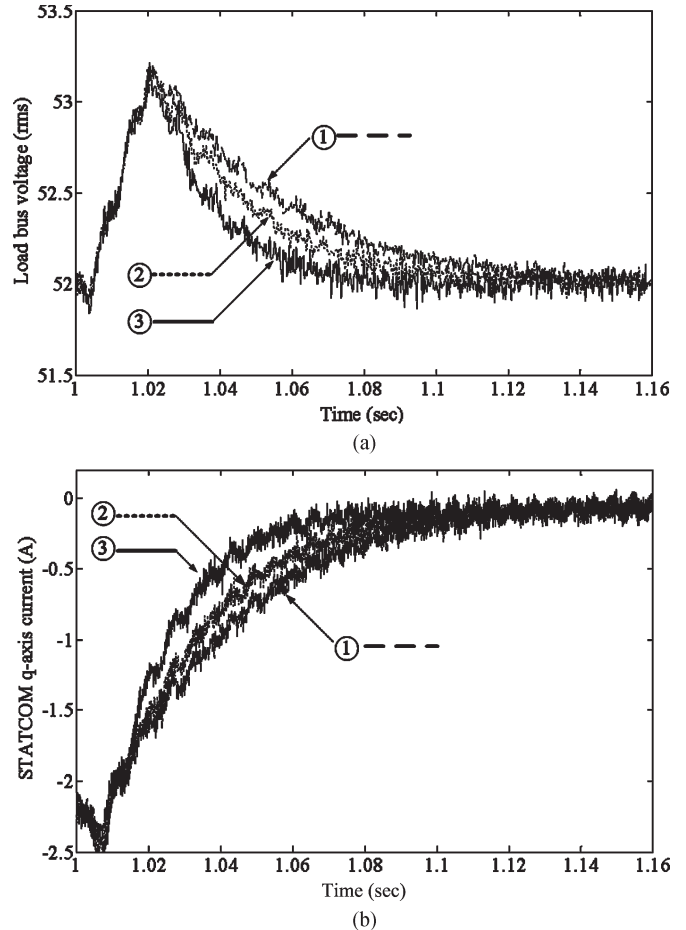 53.5
53
52.5
52
51.5
Load bus voltage (rms)
①
②
③
1 1.02 1.04 1.06 1.08 1.1 1.12 1.14 1.16
Time (sec)
(a)
0
-0.5
-1
-1.5
-2
-2.5
STATCOM q-axis current (A)
②
③
①
1 1.02 1.04 1.06 1.08 1.1 1.12 1.14 1.16
Time (sec)
(b)